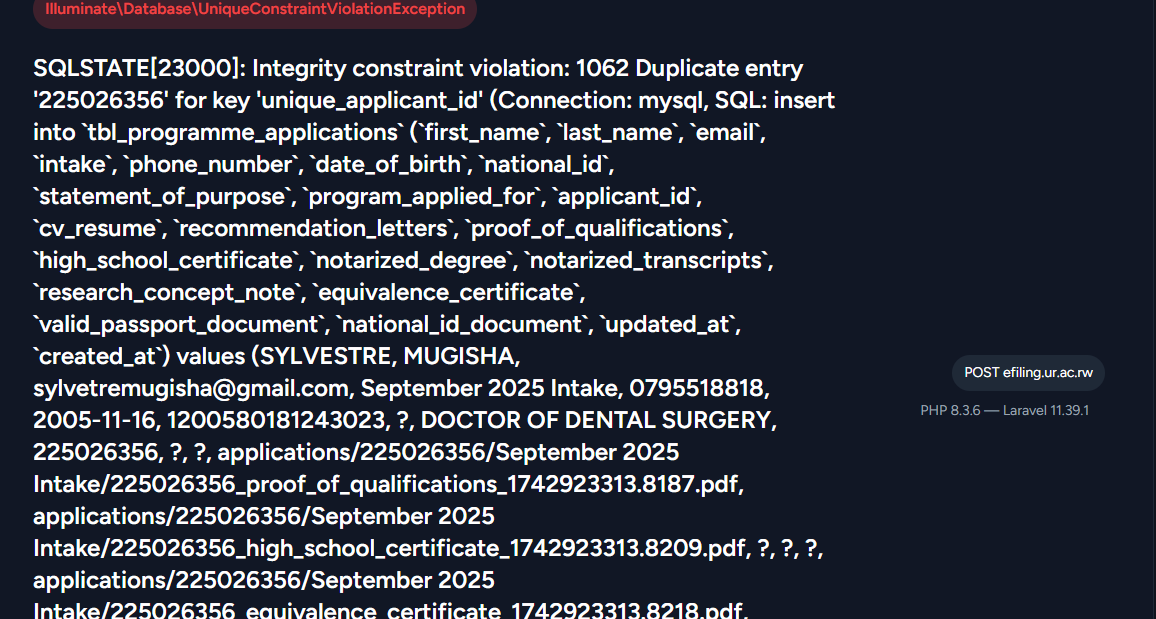 Illuminate\Database\UniqueConstraintViolationException
SQLSTATE[23000]: Integrity constraint violation: 1062 Duplicate entry
'225026356' for key 'unique_applicant_id' (Connection: mysql, SQL: insert
into `tbl_programme_applications` (`first_name`, `last_name`, `email`,
`intake`, `phone_number`, `date_of_birth`, `national_id`,
`statement_of_purpose`, `program_applied_for`, `applicant_id`,
`cv_resume`, `recommendation_letters`, `proof_of_qualifications`,
`high_school_certificate`, `notarized_degree`, `notarized_transcripts`,
`research_concept_note`, `equivalence_certificate`,
`valid_passport_document`, `national_id_document`, `updated_at`,
`created_at`) values (SYLVESTRE, MUGISHA,
sylvetremugisha@gmail.com, September 2025 Intake, 0795518818,
2005-11-16, 1200580181243023, ?, DOCTOR OF DENTAL SURGERY,
225026356, ?, ?, applications/225026356/September 2025
Intake/225026356_proof_of_qualifications_1742923313.8187.pdf,
applications/225026356/September 2025
Intake/225026356_high_school_certificate_1742923313.8209.pdf, ?, ?, ?,
applications/225026356/September 2025
Intake/225026356_equivalence_certificate_1742923313.8218.pdf,
POST efiling.ur.ac.rw
PHP 8.3.6 — Laravel 11.39.1